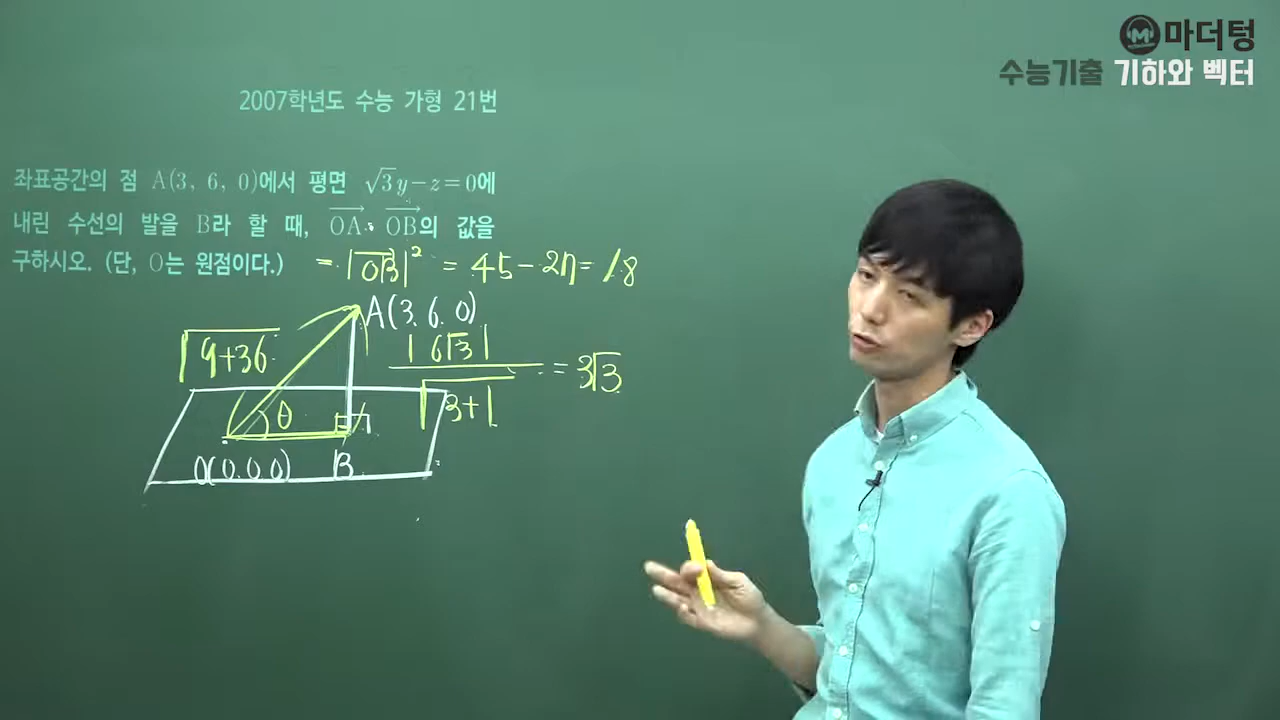 마더텅
수능기출 기하와 벡터
2007학년도 수능 가형 21번
좌표공간의 점 A(3, 6, 0)에서 평면 √3y-z=0에
내린 수선의 발을 B라 할 때, OA · OB의 값을
구하시오. (단, O는 원점이다.)
= |OB|² = 45-27=18
A(3.6.0)
√9+36
|6√3|
√3+1
=3√3
θ
O(0.0.0)
B